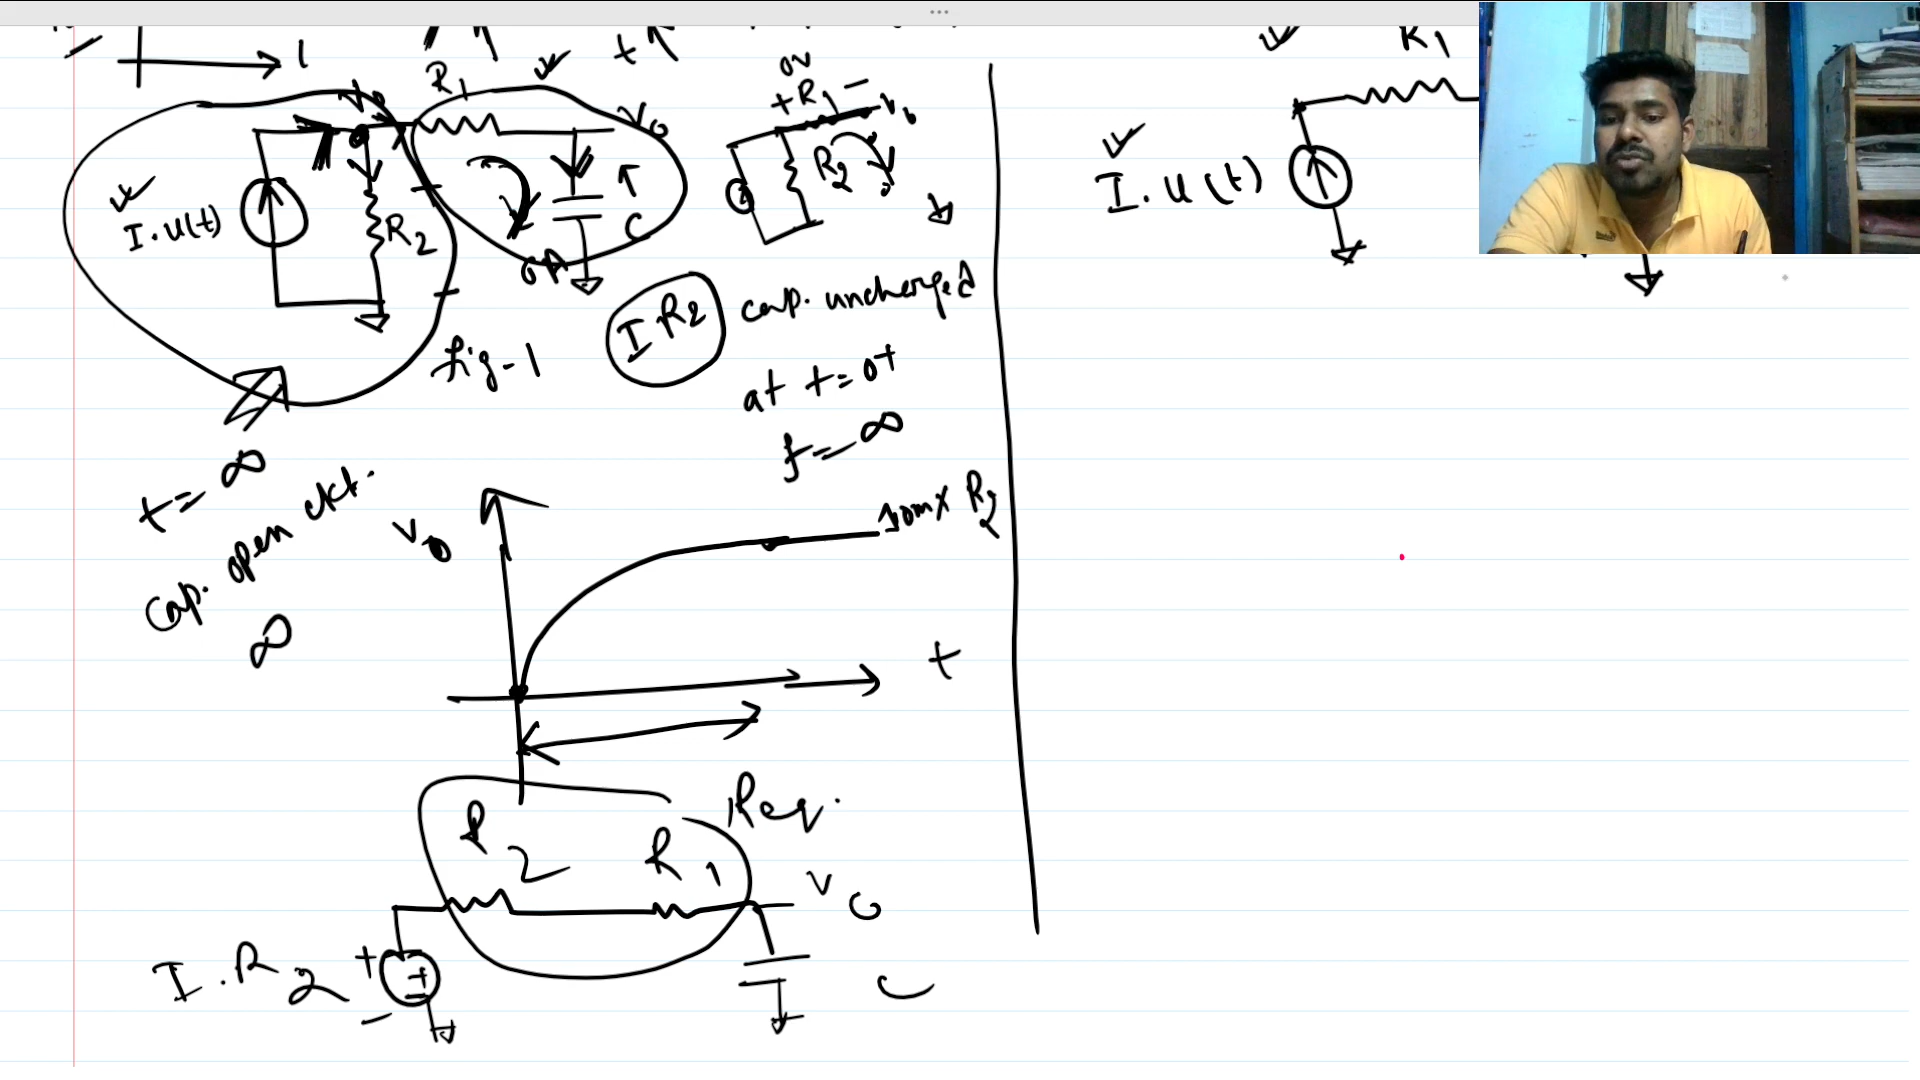 R1
V0
I.u(t)
R2
C
fig-1
0V
+ R1 -
R2
I R2
cap. uncharged
at t=0+
t=∞
t=∞
cap. open ckt.
∞
V0
10m x R2
t
R2 R1 Req.
V0
I.R2 + -
C
R1
I.u(t)